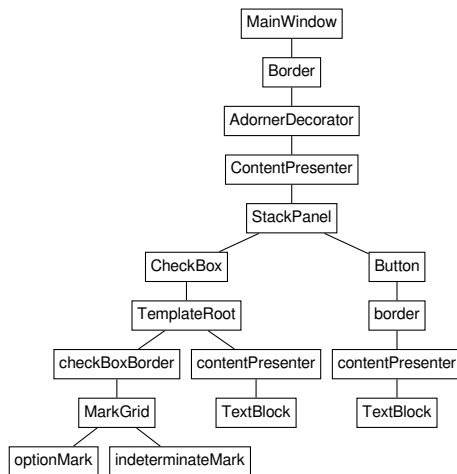 MainWindow
Border
AdornerDecorator
ContentPresenter
StackPanel
CheckBox Button
TemplateRoot border
checkBoxBorder contentPresenter contentPresenter
MarkGrid TextBlock TextBlock
optionMark indeterminateMark